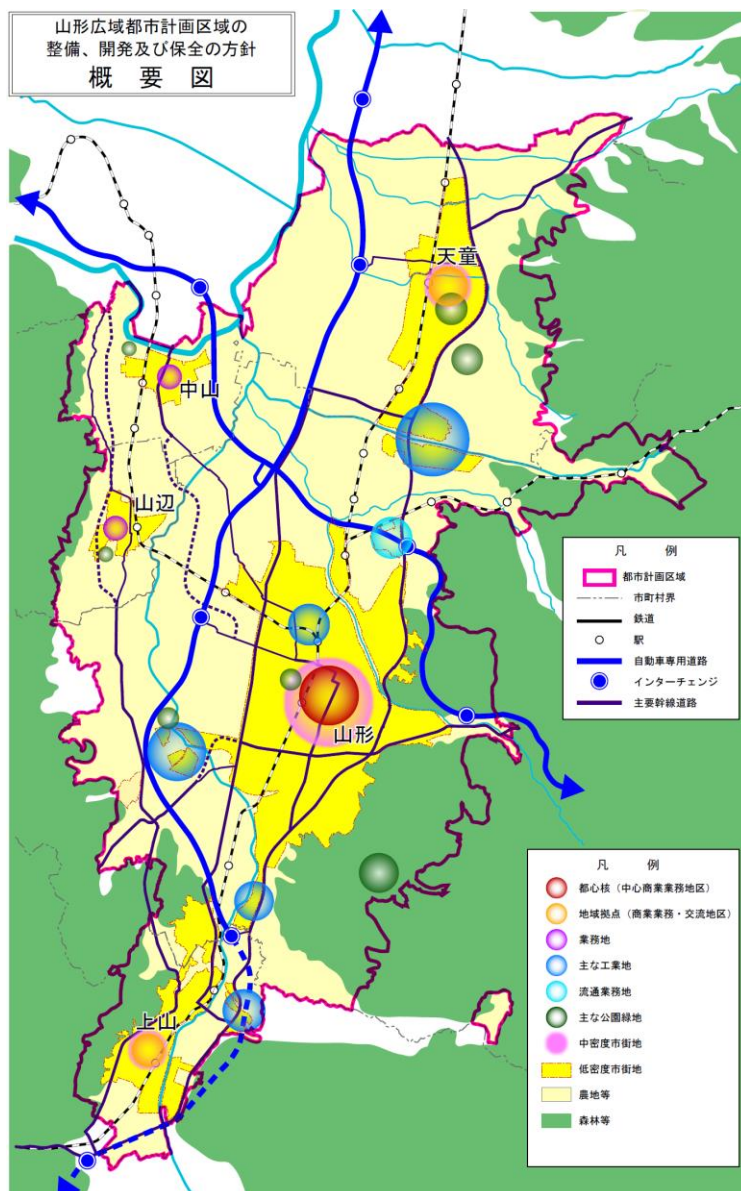 山形広域都市計画区域の
整備、開発及び保全の方針
概 要 図
天童
中山
山辺
山形
上山
凡 例
都市計画区域
市町村界
鉄道
駅
自動車専用道路
インターチェンジ
主要幹線道路
凡 例
都心核（中心商業業務地区）
地域拠点（商業業務・交流地区）
業務地
主な工業地
流通業務地
主な公園緑地
中密度市街地
低密度市街地
農地等
森林等